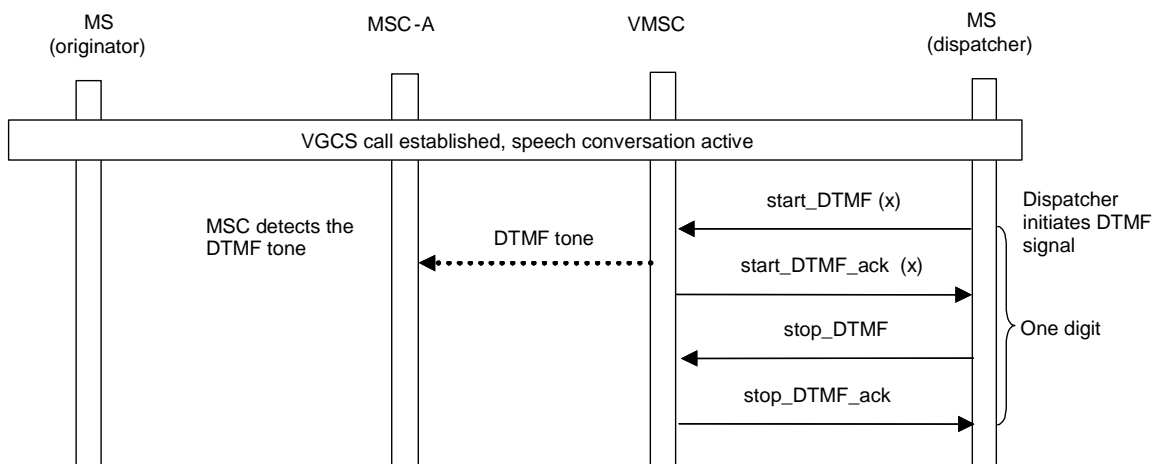 MS
(originator)
MSC-A
VMSC
MS
(dispatcher)
VGCS call established, speech conversation active
start_DTMF (x)
Dispatcher
initiates DTMF
signal
MSC detects the
DTMF tone
DTMF tone
start_DTMF_ack (x)
stop_DTMF
One digit
stop_DTMF_ack